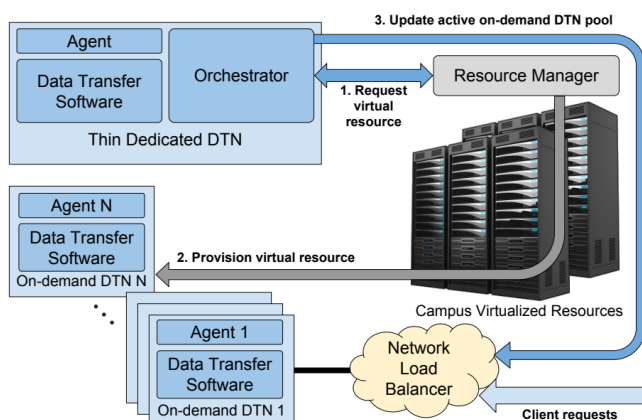 3. Update active on-demand DTN pool
Agent
Data Transfer
Software
Orchestrator
Thin Dedicated DTN
1. Request
virtual
resource
Resource Manager
Agent N
Data Transfer
Software
On-demand DTN N
2. Provision virtual resource
Campus Virtualized Resources
Agent 1
Data Transfer
Software
On-demand DTN 1
Network
Load
Balancer
Client requests